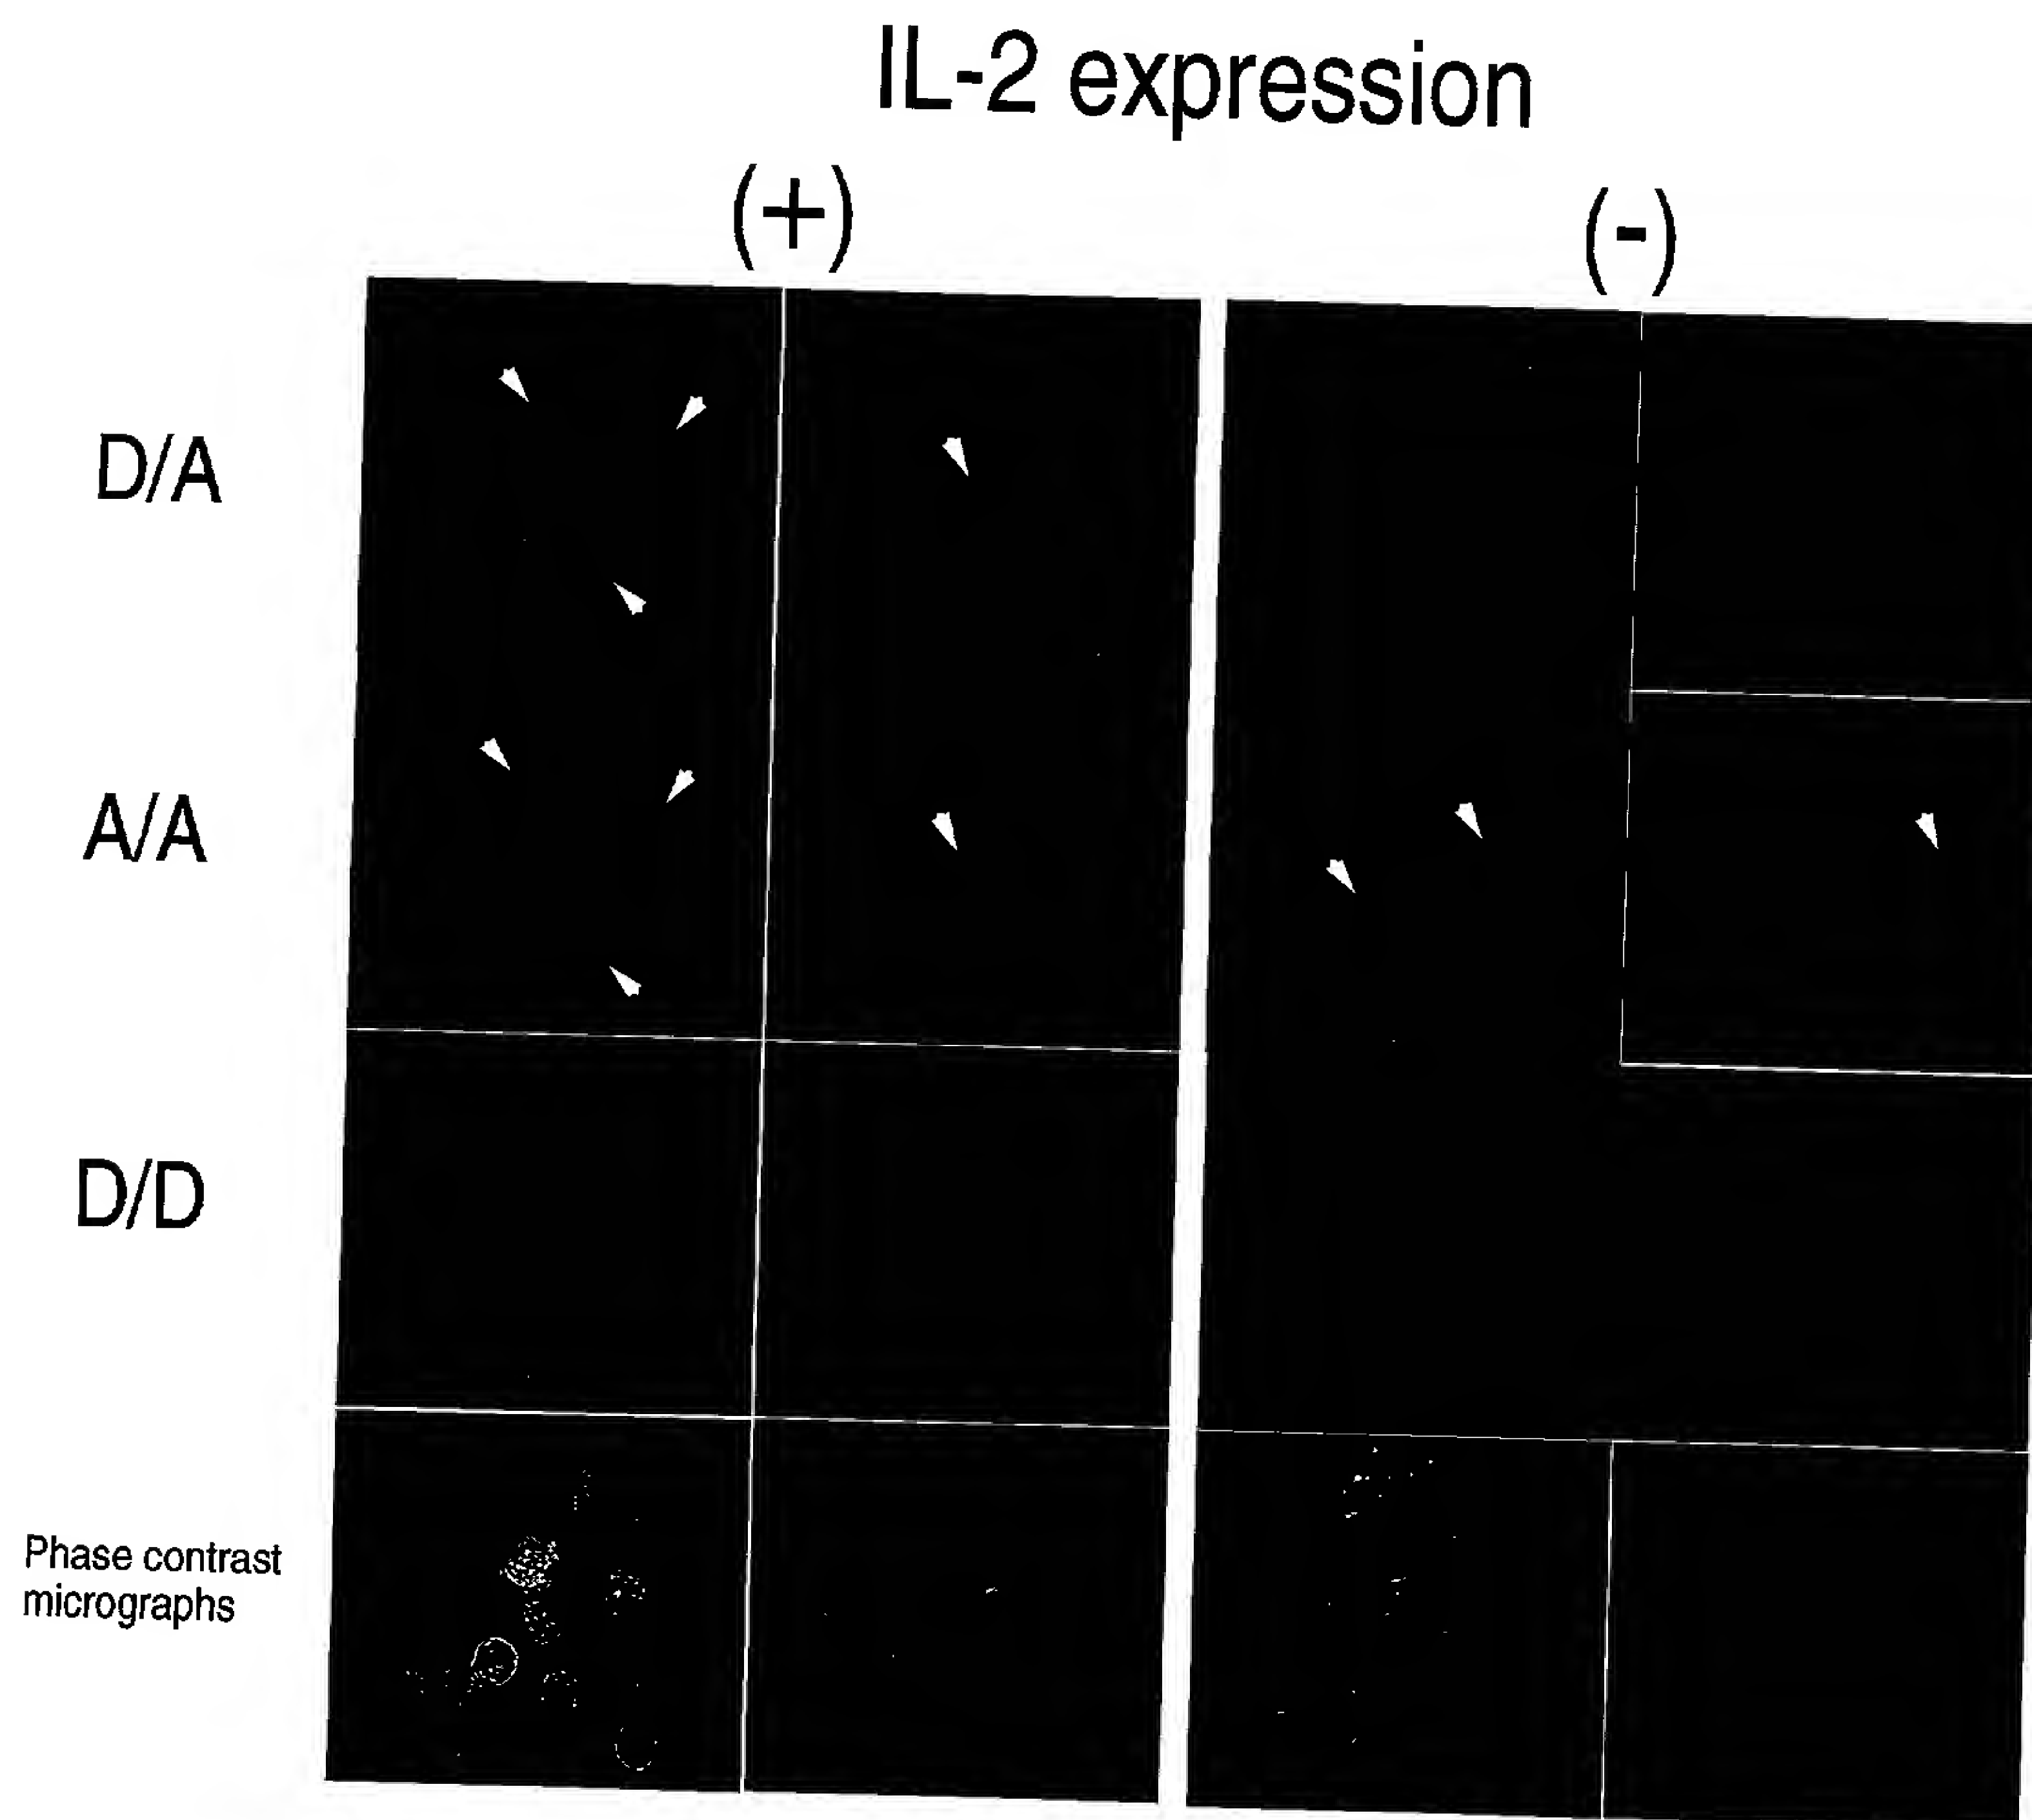 IL-2 expression
(+)
(-)
D/A
A/A
D/D
Phase contrast
micrographs